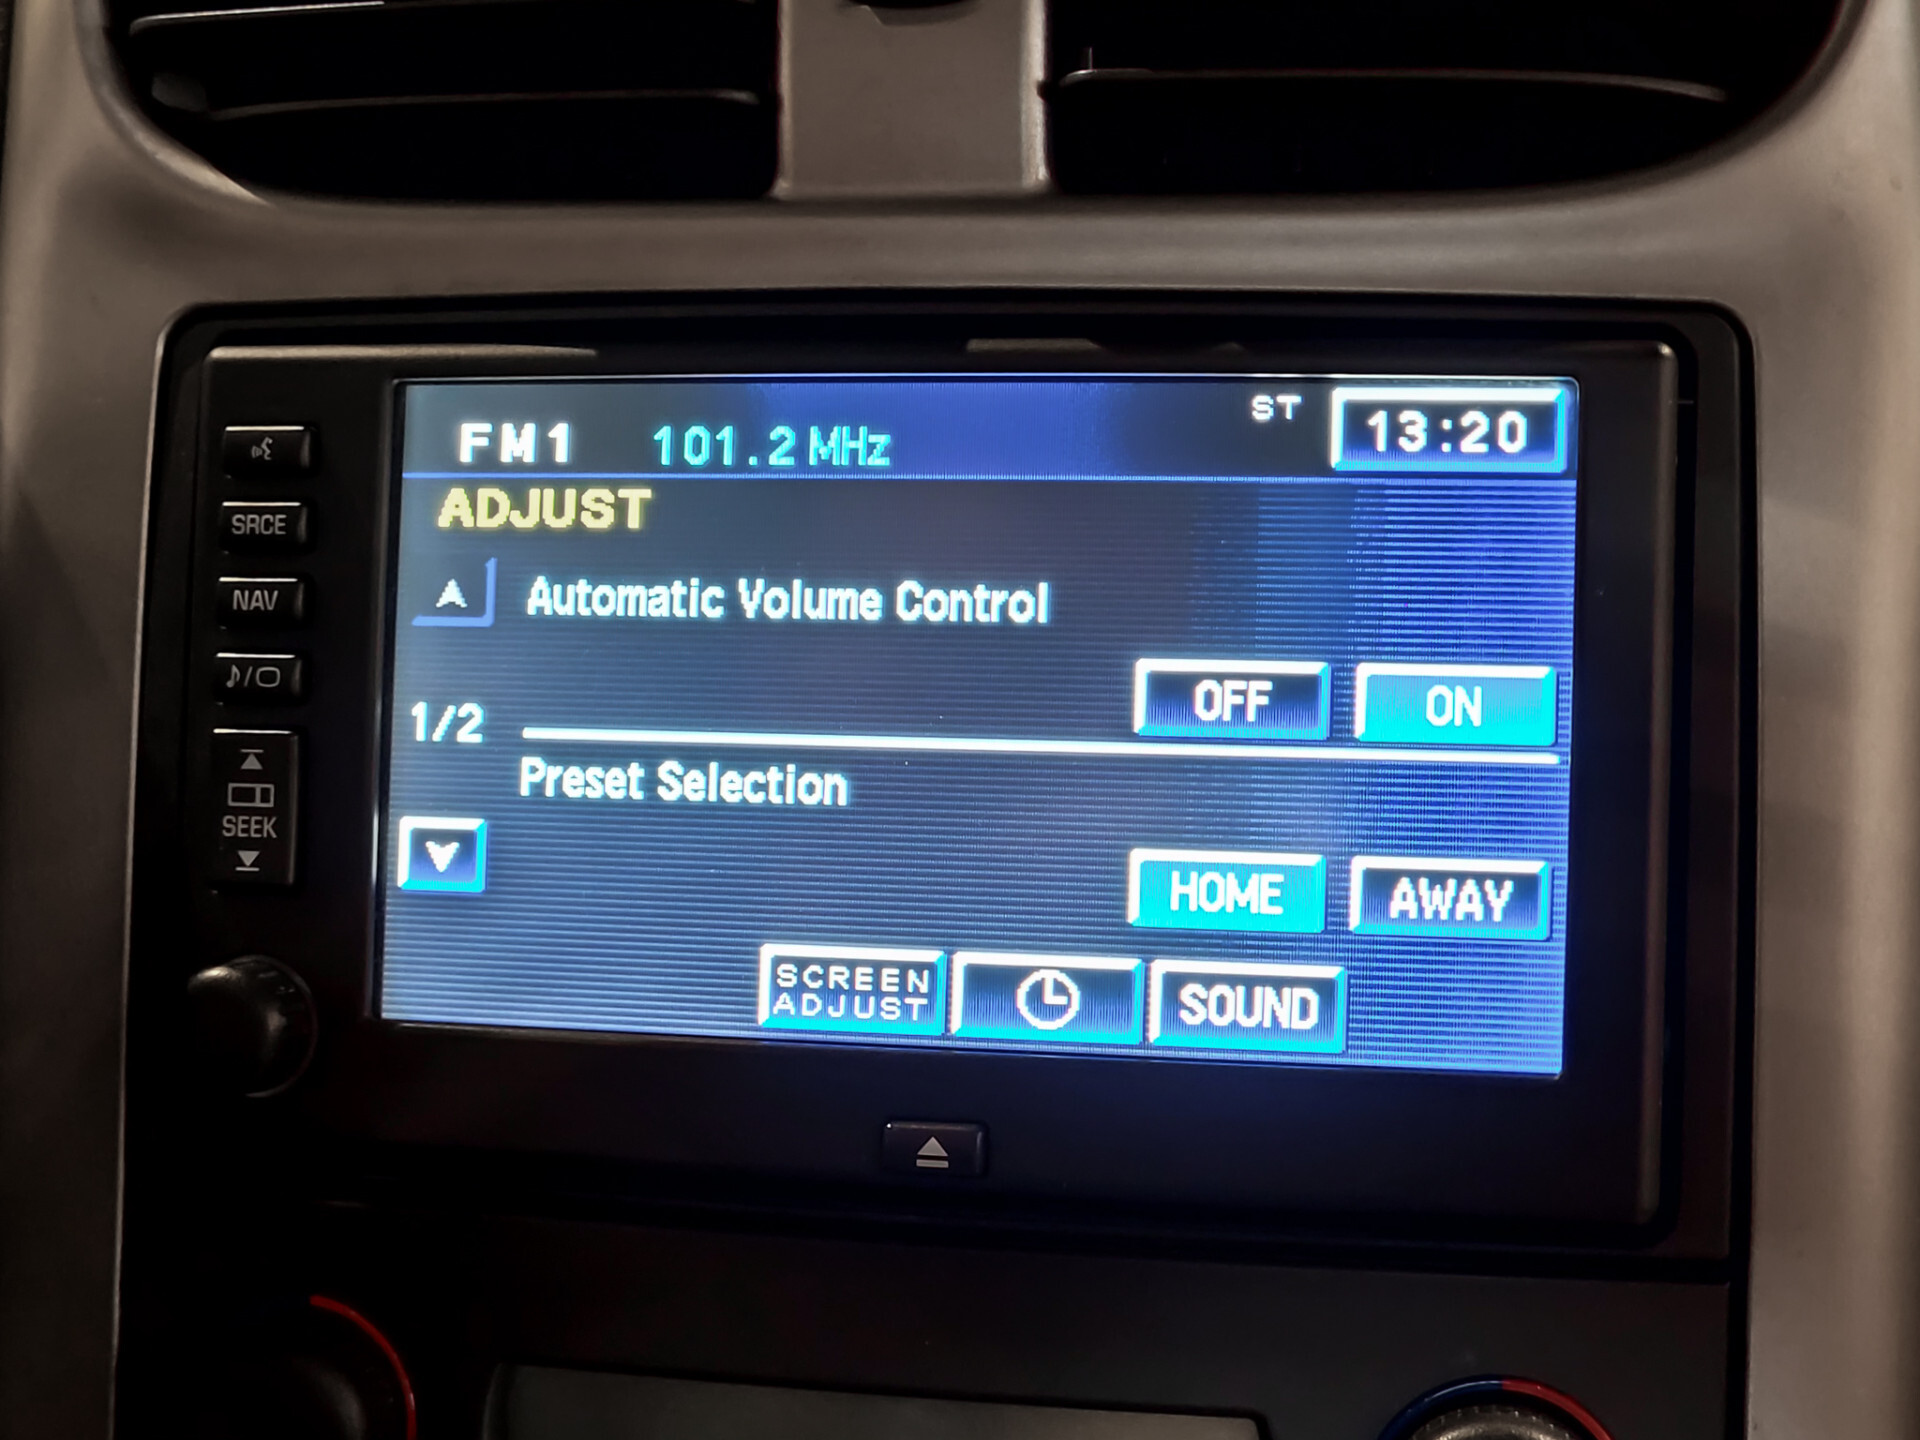 FM1 101.2 MHz ST 13:20
ADJUST
Automatic Volume Control
OFF ON
1/2
Preset Selection
HOME AWAY
SCREEN
ADJUST
SOUND
SRCE
NAV
SEEK